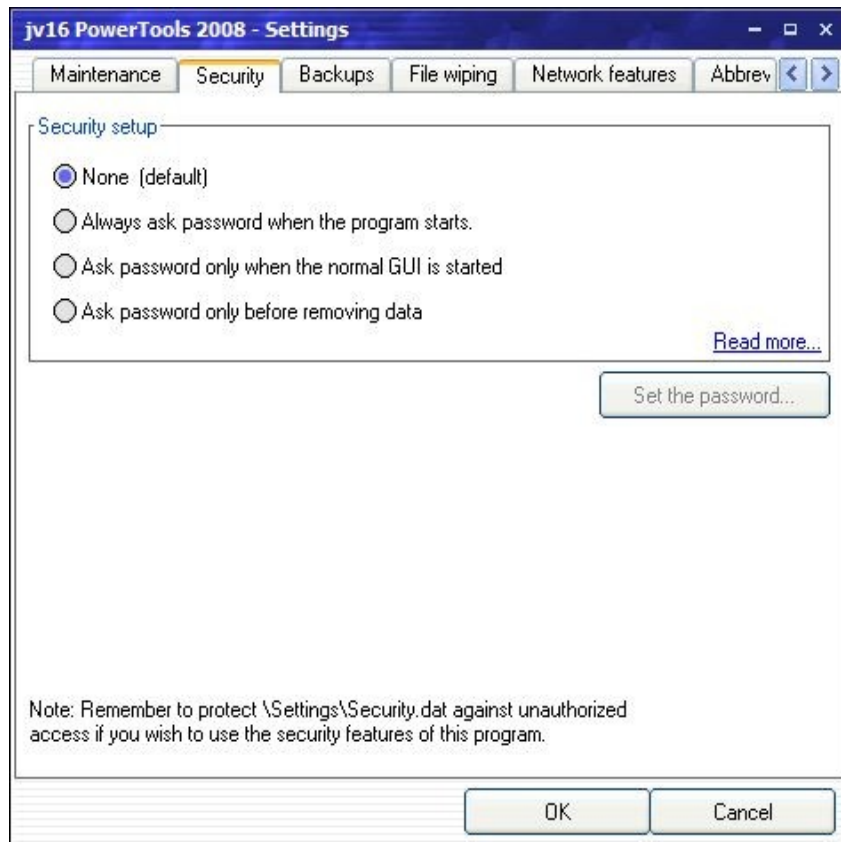 jv16 PowerTools 2008 - Settings
Maintenance Security Backups File wiping Network features Abbrev
Security setup
None (default)
Always ask password when the program starts.
Ask password only when the normal GUI is started
Ask password only before removing data
Read more...
Set the password...
Note: Remember to protect \Settings\Security.dat against unauthorized
access if you wish to use the security features of this program.
OK Cancel